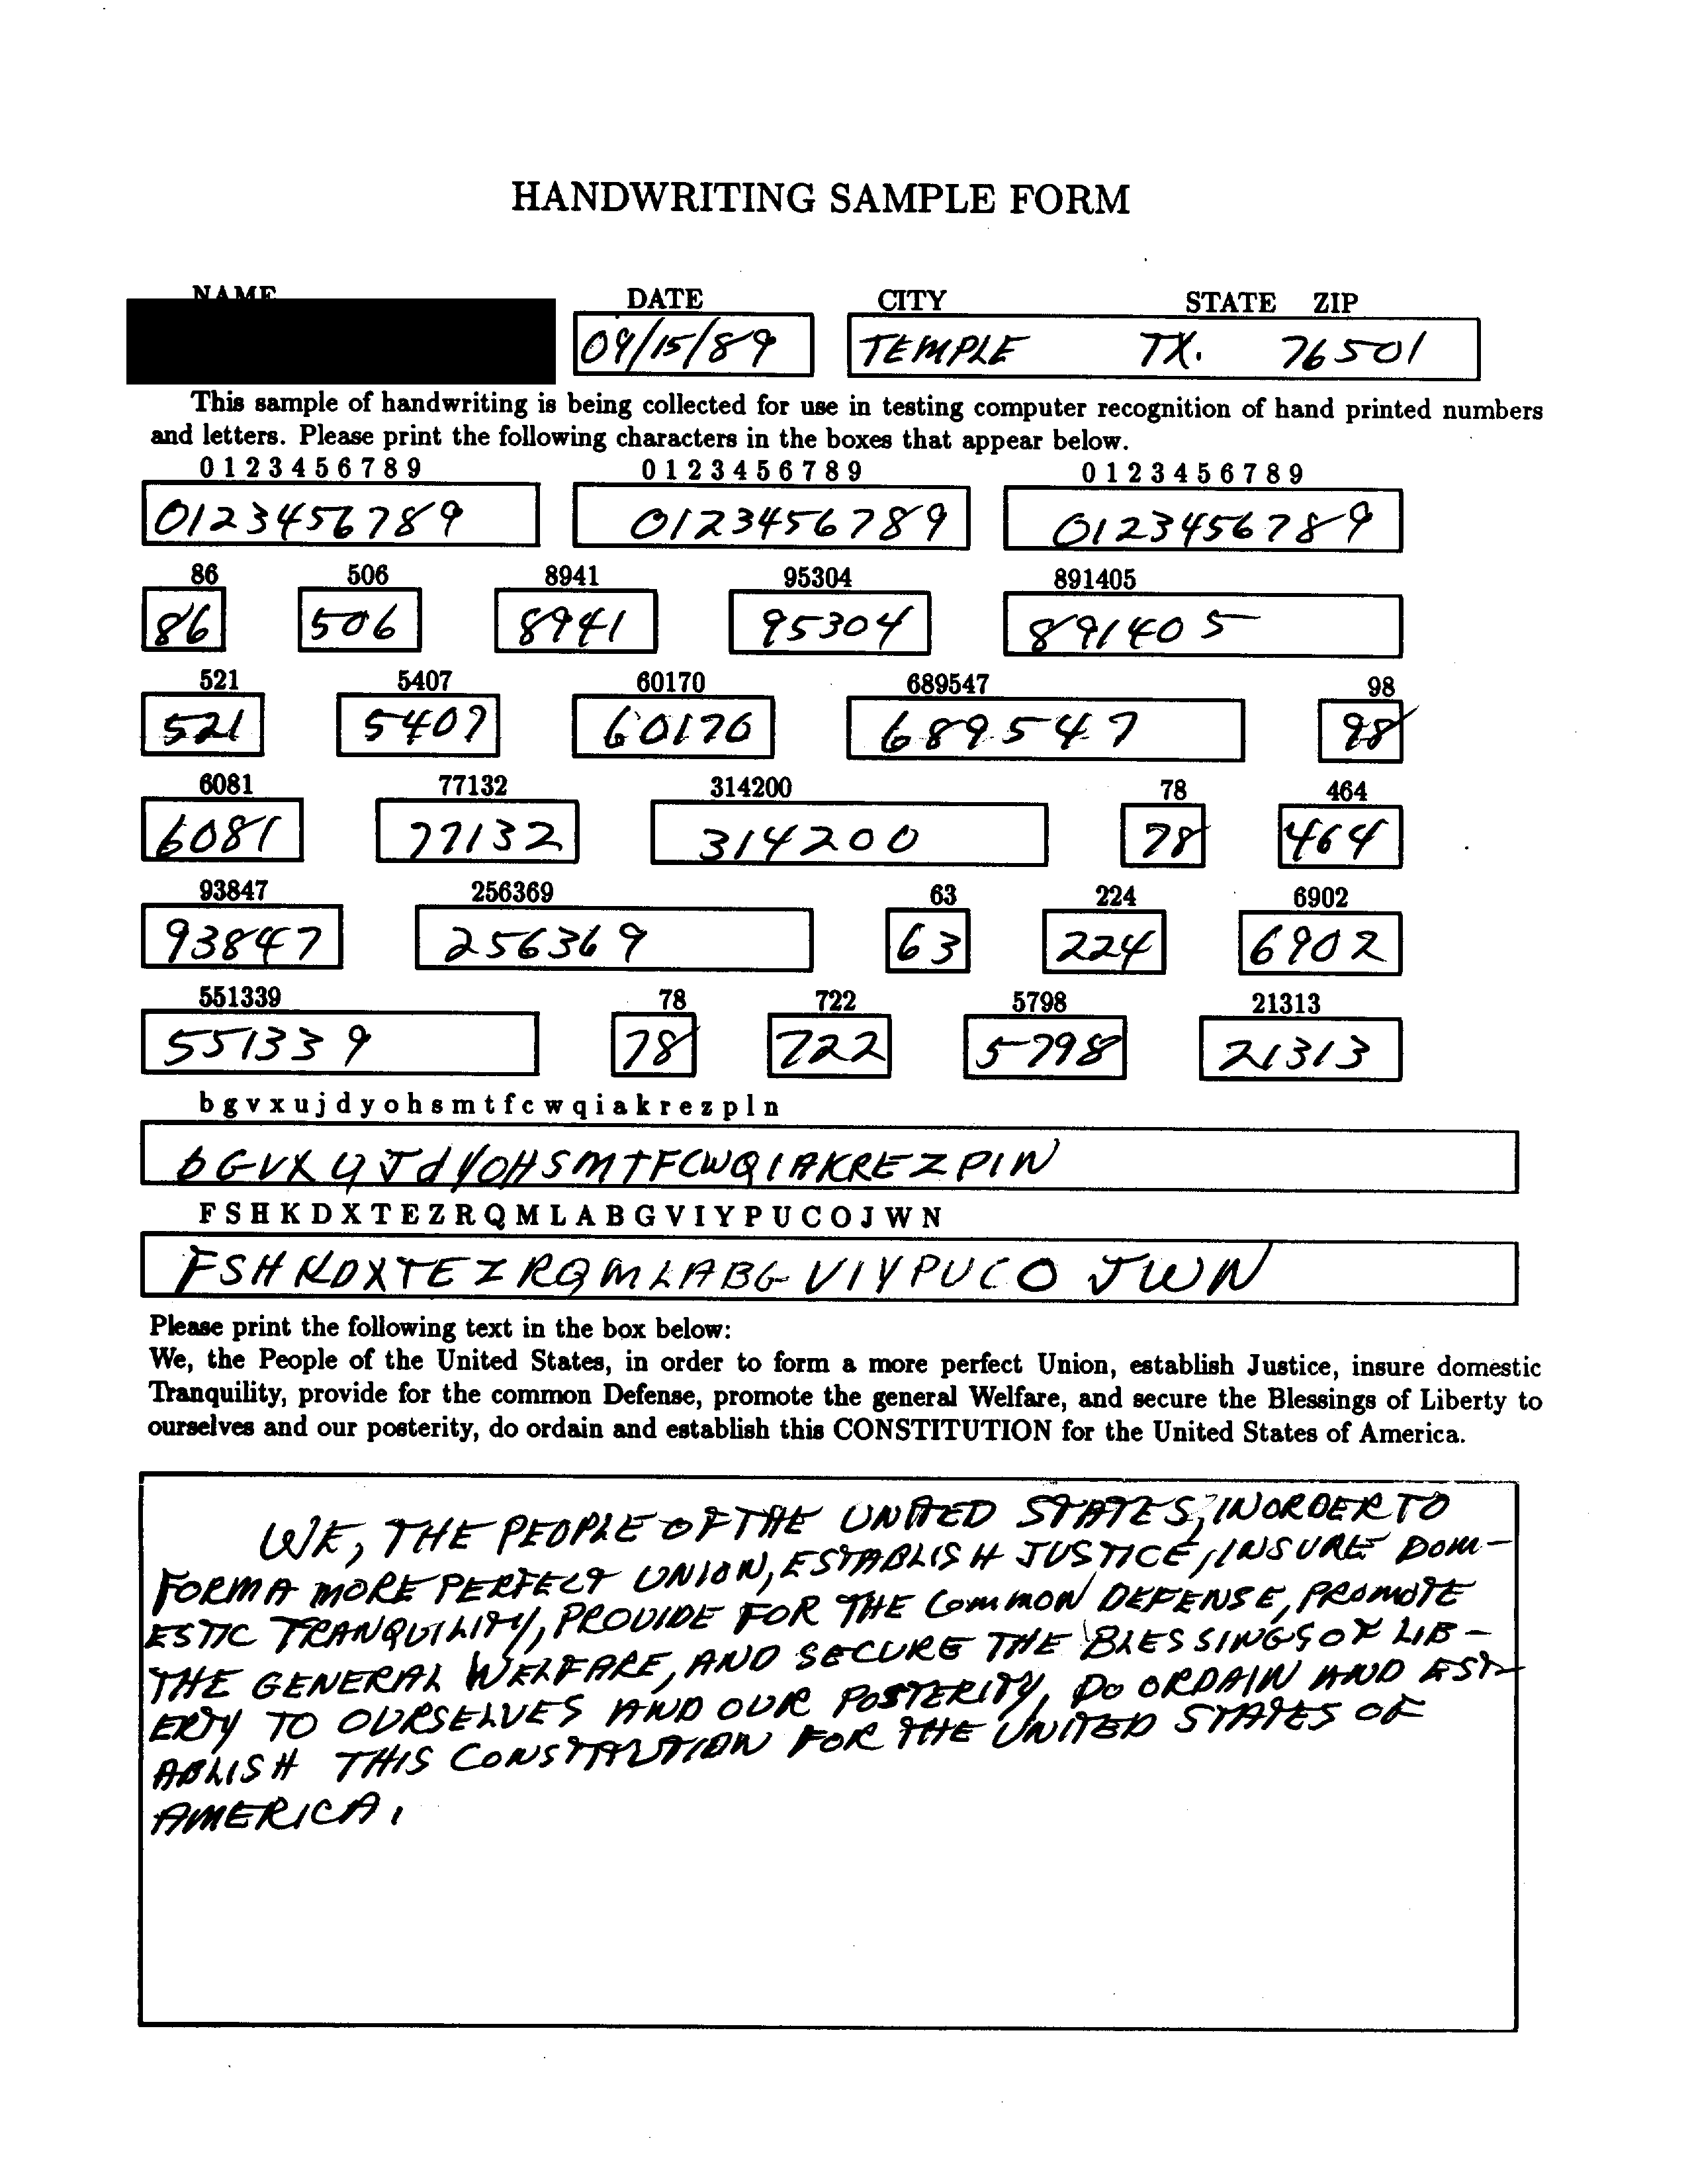 HANDWRITING SAMPLE FORM
NAME DATE CITY STATE ZIP
09/15/89 TEMPLE TX. 76501
This sample of handwriting is being collected for use in testing computer recognition of hand printed numbers
and letters. Please print the following characters in the boxes that appear below.
0 1 2 3 4 5 6 7 8 9 0 1 2 3 4 5 6 7 8 9 0 1 2 3 4 5 6 7 8 9
0123456789 0123456789 0123456789
86 506 8941 95304 891405
86 506 8941 95304 891405
521 5407 60170 689547 98
521 5407 60170 689547 98
6081 77132 314200 78 464
6081 77132 314200 78 464
93847 256369 63 224 6902
93847 256369 63 224 6902
551339 78 722 5798 21313
551339 78 722 5798 21313
b g v x u j d y o h s m t f c w q i a k r e z p l n
bGVXUJdYOHSMTFCWQIAKREZPIN
F S H K D X T E Z R Q M L A B G V I Y P U C O J W N
FSHKDXTEZRQMLABGVIYPUCOJWN
Please print the following text in the box below:
We, the People of the United States, in order to form a more perfect Union, establish Justice, insure domestic
Tranquility, provide for the common Defense, promote the general Welfare, and secure the Blessings of Liberty to
ourselves and our posterity, do ordain and establish this CONSTITUTION for the United States of America.
WE, THE PEOPLE OF THE UNITED STATES, IN ORDER TO
FORM A MORE PERFECT UNION, ESTABLISH JUSTICE, INSURE DOM-
ESTIC TRANQUILITY, PROVIDE FOR THE COMMON DEFENSE, PROMOTE
THE GENERAL WELFARE, AND SECURE THE BLESSINGS OF LIB-
ERTY TO OURSELVES AND OUR POSTERITY, DO ORDAIN AND EST-
ABLISH THIS CONSTITUTION FOR THE UNITED STATES OF
AMERICA.